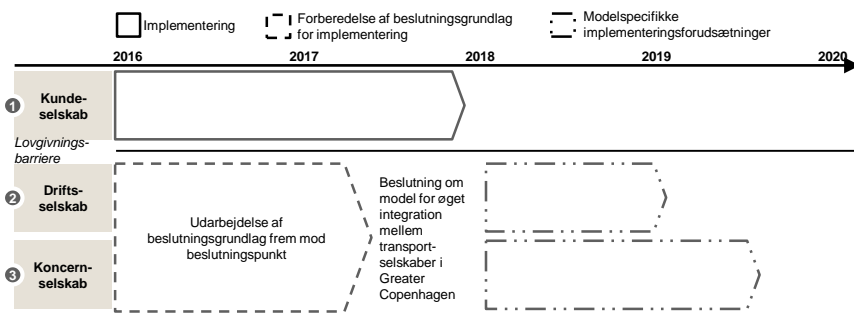 Implementering
Forberedelse af beslutningsgrundlag
for implementering
Modelspecifikke
implementeringsforudsætninger
2016 2017 2018 2019 2020
1
Kunde-
selskab
Lovgivnings-
barriere
2
Drifts-
selskab
3
Koncern-
selskab
Udarbejdelse af
beslutningsgrundlag frem mod
beslutningspunkt
Beslutning om
model for øget
integration
mellem
transport-
selskaber i
Greater
Copenhagen